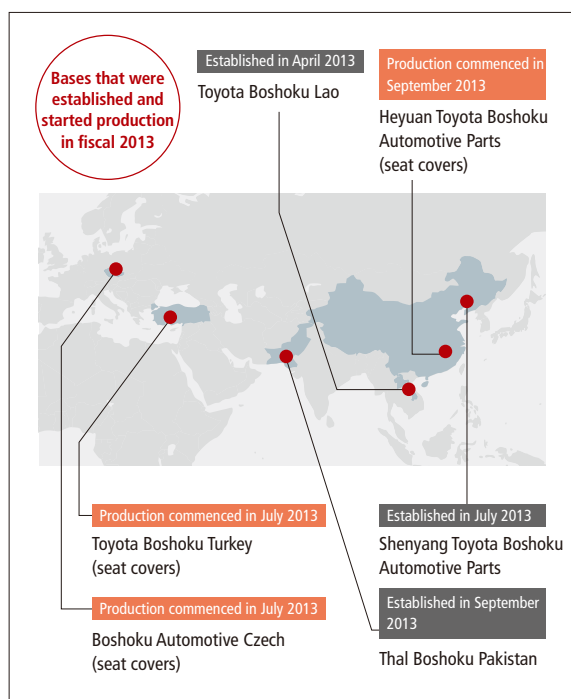 Bases that were
established and
started production
in fiscal 2013
Established in April 2013
Toyota Boshoku Lao
Production commenced in
September 2013
Heyuan Toyota Boshoku
Automotive Parts
(seat covers)
Production commenced in July 2013
Toyota Boshoku Turkey
(seat covers)
Production commenced in July 2013
Boshoku Automotive Czech
(seat covers)
Established in July 2013
Shenyang Toyota Boshoku
Automotive Parts
Established in September
2013
Thal Boshoku Pakistan